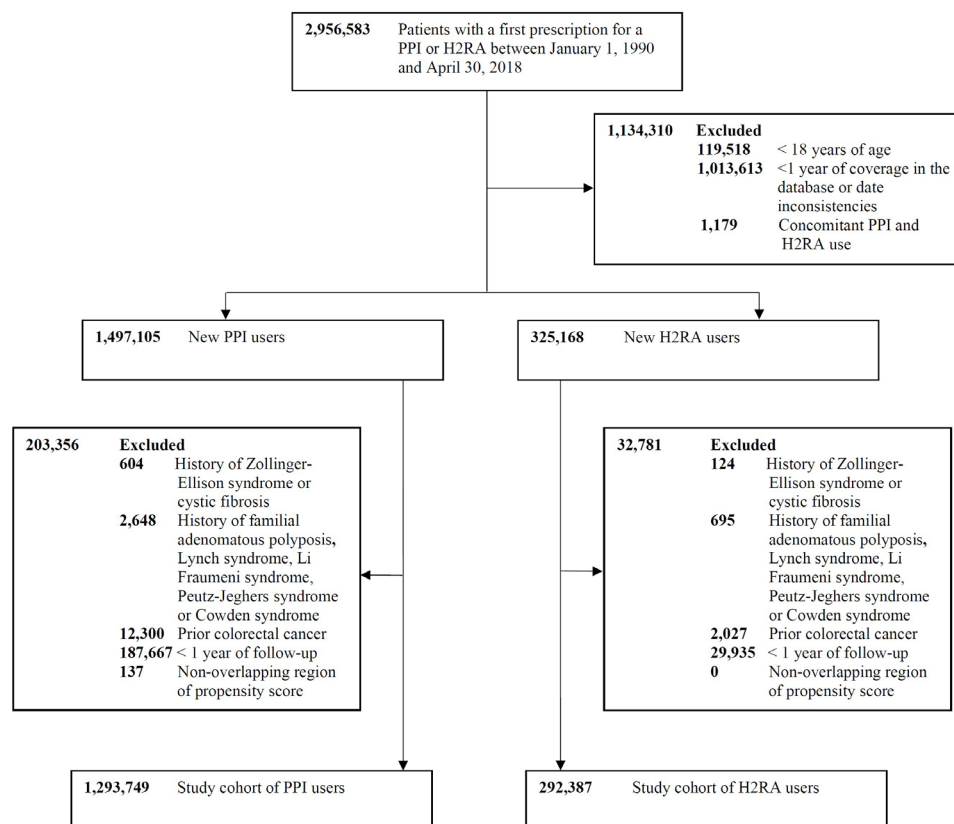 2,956,583 Patients with a first prescription for a
PPI or H2RA between January 1, 1990
and April 30, 2018
1,134,310 Excluded
119,518 < 18 years of age
1,013,613 <1 year of coverage in the
database or date
inconsistencies
1,179 Concomitant PPI and
H2RA use
1,497,105 New PPI users
325,168 New H2RA users
203,356 Excluded
604 History of Zollinger-
Ellison syndrome or
cystic fibrosis
2,648 History of familial
adenomatous polyposis,
Lynch syndrome, Li
Fraumeni syndrome,
Peutz-Jeghers syndrome
or Cowden syndrome
12,300 Prior colorectal cancer
187,667 < 1 year of follow-up
137 Non-overlapping region
of propensity score
32,781 Excluded
124 History of Zollinger-
Ellison syndrome or
cystic fibrosis
695 History of familial
adenomatous polyposis,
Lynch syndrome, Li
Fraumeni syndrome,
Peutz-Jeghers syndrome
or Cowden syndrome
2,027 Prior colorectal cancer
29,935 < 1 year of follow-up
0 Non-overlapping region
of propensity score
1,293,749 Study cohort of PPI users
292,387 Study cohort of H2RA users